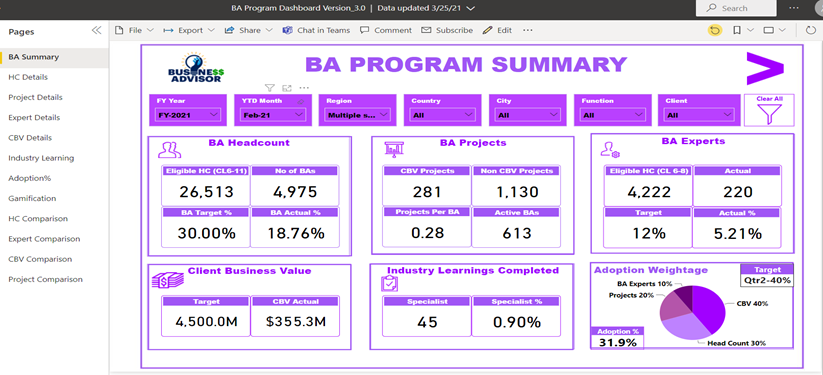 BA Program Dashboard Version_3.0 | Data updated 3/25/21
Search
Pages
File
Export
Share
Chat in Teams
Comment
Subscribe
Edit
BA Summary
HC Details
Project Details
Expert Details
CBV Details
Industry Learning
Adoption%
Gamification
HC Comparison
Expert Comparison
CBV Comparison
Project Comparison
BUSINE$$
ADVISOR
BA PROGRAM SUMMARY
FY Year
FY-2021
YTD Month
Feb-21
Region
Multiple s...
Country
All
City
All
Function
All
Client
All
Clear All
BA Headcount
Eligible HC (CL6-11) No of BAs
26,513 4,975
BA Target % BA Actual %
30.00% 18.76%
BA Projects
CBV Projects Non CBV Projects
281 1,130
Projects Per BA Active BAs
0.28 613
BA Experts
Eligible HC (CL 6-8) Actual
4,222 220
Target Actual %
12% 5.21%
Client Business Value
Target CBV Actual
4,500.0M $355.3M
Industry Learnings Completed
Specialist Specialist %
45 0.90%
Adoption Weightage
Target
Qtr2-40%
BA Experts 10%
Projects 20%
CBV 40%
Head Count 30%
Adoption %
31.9%